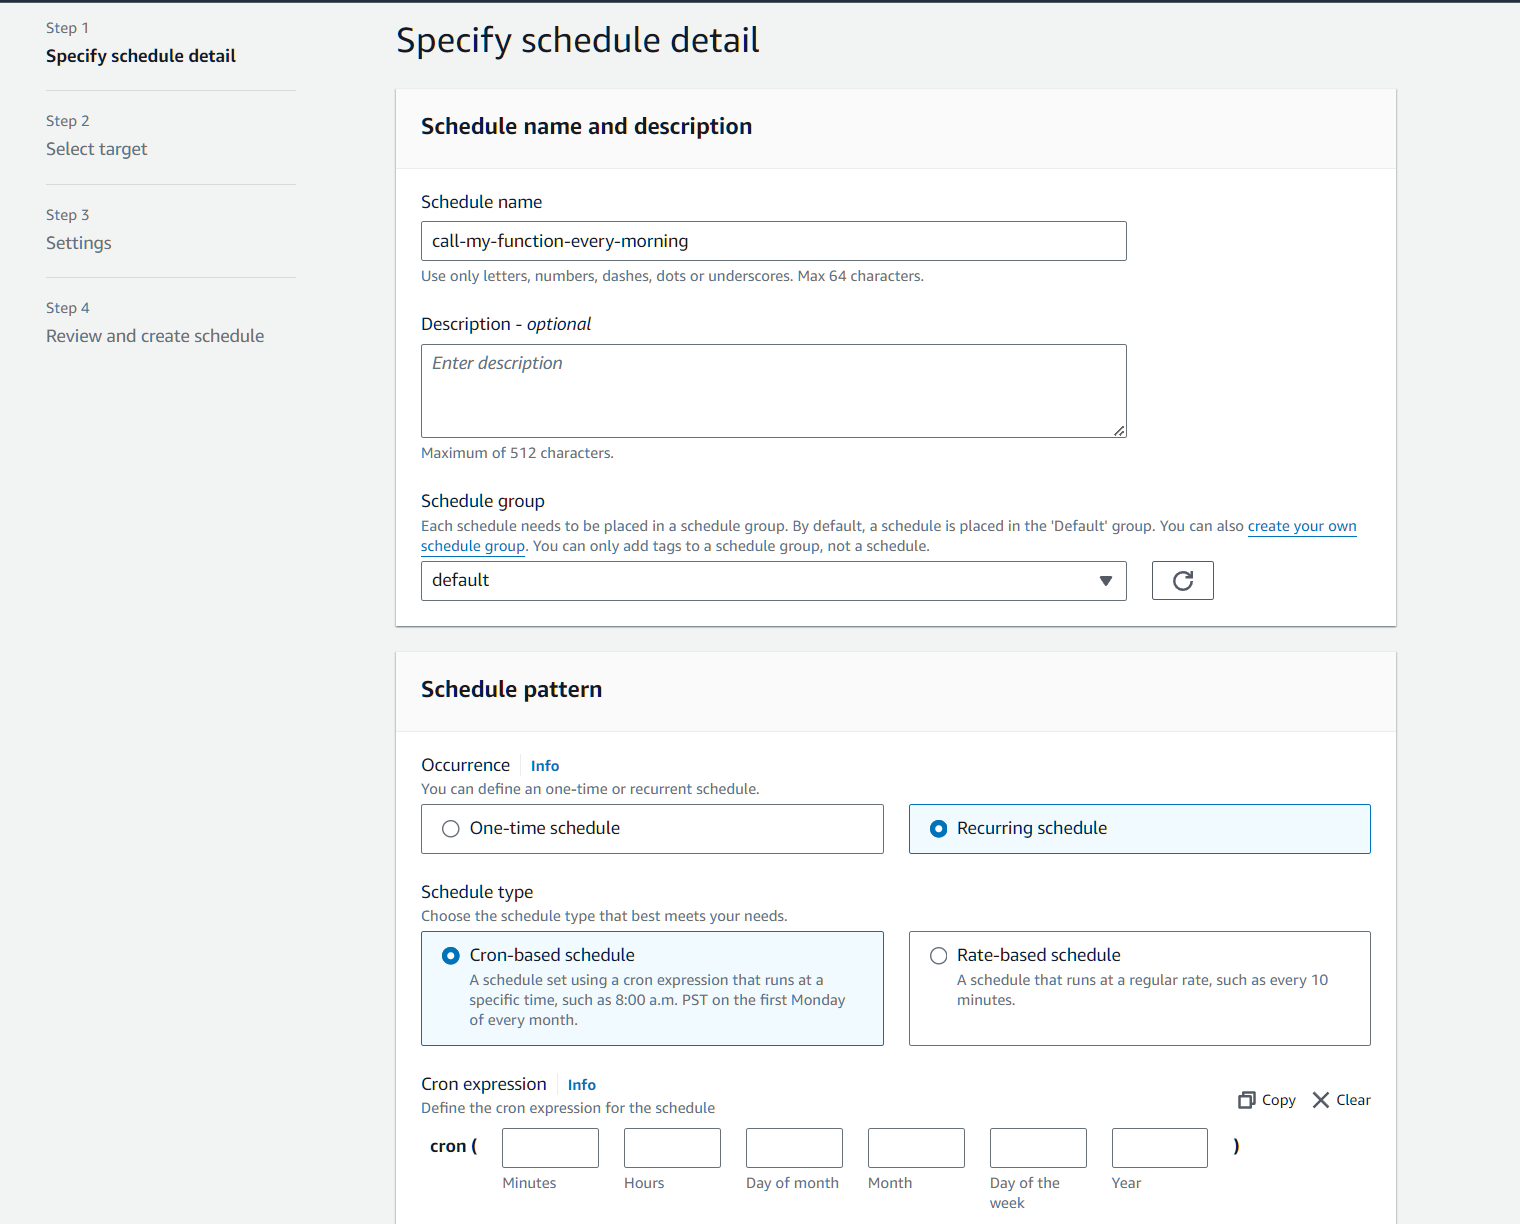 Step 1
Specify schedule detail
Step 2
Select target
Step 3
Settings
Step 4
Review and create schedule
Specify schedule detail
Schedule name and description
Schedule name
call-my-function-every-morning
Use only letters, numbers, dashes, dots or underscores. Max 64 characters.
Description - optional
Enter description
Maximum of 512 characters.
Schedule group
Each schedule needs to be placed in a schedule group. By default, a schedule is placed in the 'Default' group. You can also create your own
schedule group. You can only add tags to a schedule group, not a schedule.
default
Schedule pattern
Occurrence Info
You can define an one-time or recurrent schedule.
One-time schedule
Recurring schedule
Schedule type
Choose the schedule type that best meets your needs.
Cron-based schedule
A schedule set using a cron expression that runs at a
specific time, such as 8:00 a.m. PST on the first Monday
of every month.
Rate-based schedule
A schedule that runs at a regular rate, such as every 10
minutes.
Cron expression Info
Define the cron expression for the schedule
Copy Clear
cron ( )
Minutes Hours Day of month Month Day of the Year
week